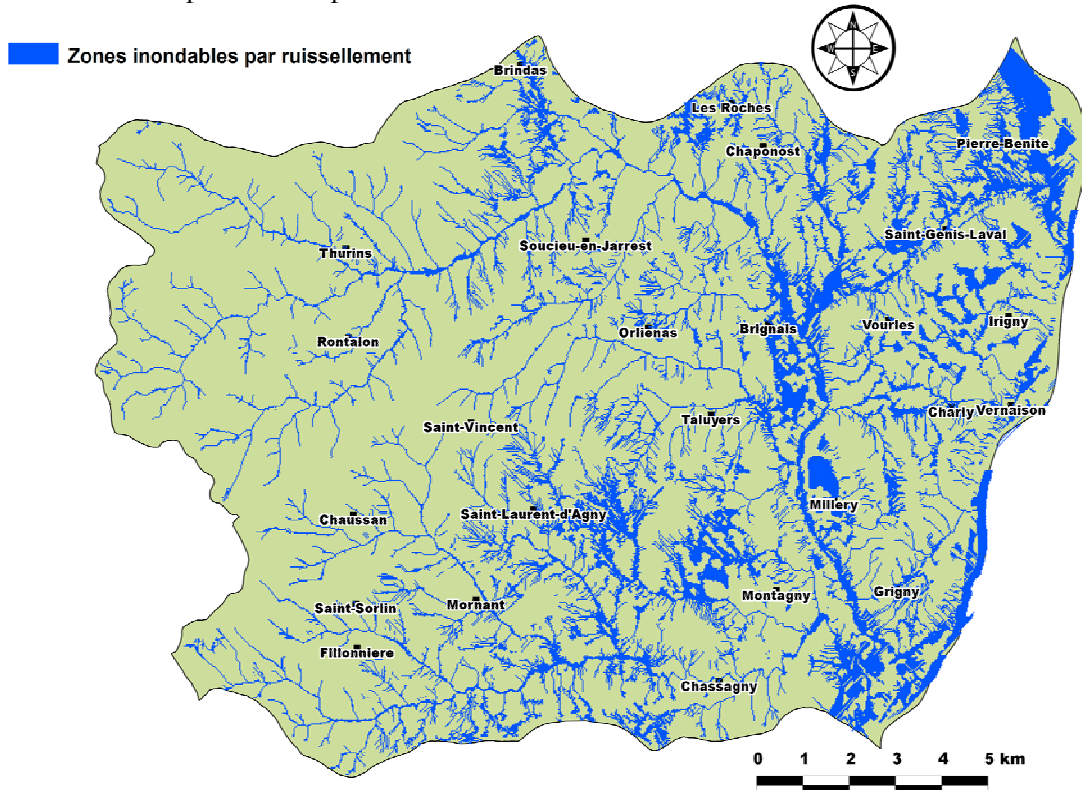 Zones inondables par ruissellement
N
W E
S
Brindas
Les Roches
Chaponost
Pierre-Benite
Saint-Genis-Laval
Soucieu-en-Jarrest
Thurins
Orlienas
Brignais
Vourles
Irigny
Rontalon
Saint-Vincent
Taluyers
Charly
Vernaison
Chaussan
Saint-Laurent-d'Agny
Millery
Saint-Sorlin
Mornant
Montagny
Grigny
Fillonniere
Chassagny
0 1 2 3 4 5 km